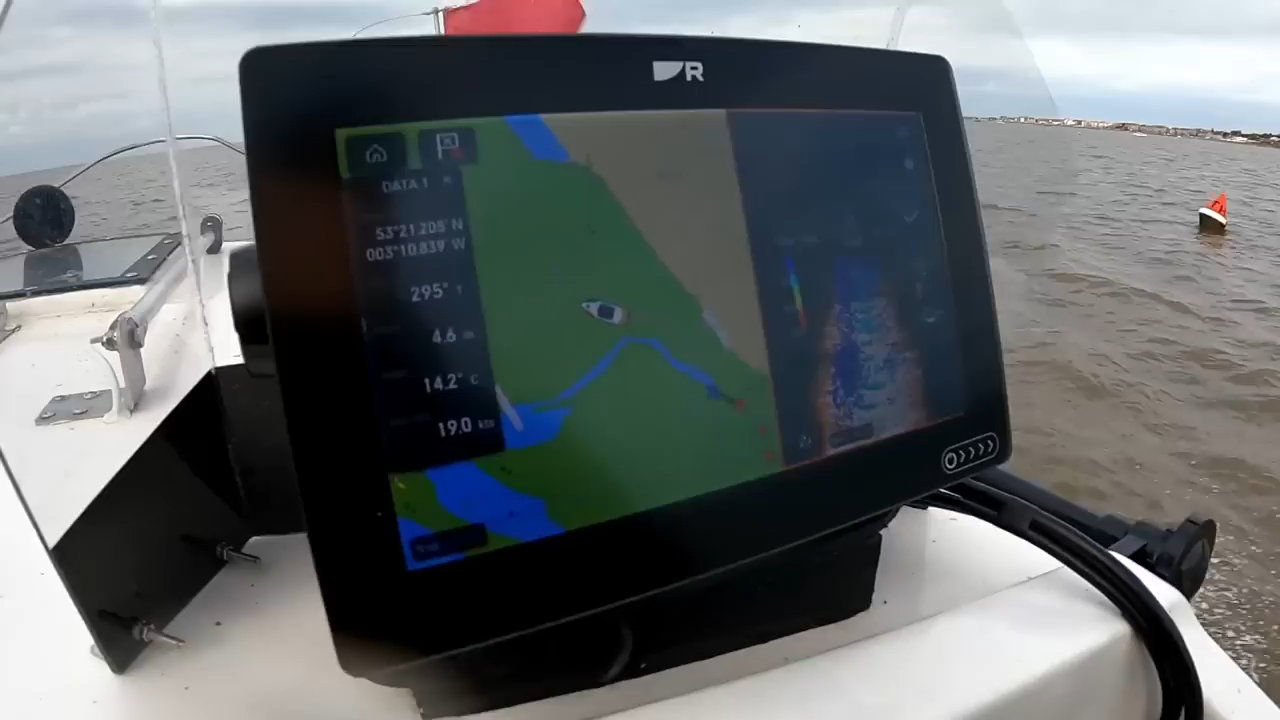 R
DATA 1
53°21.205' N
003°10.839' W
295° T
4.6 m
14.2° C
19.0 kts